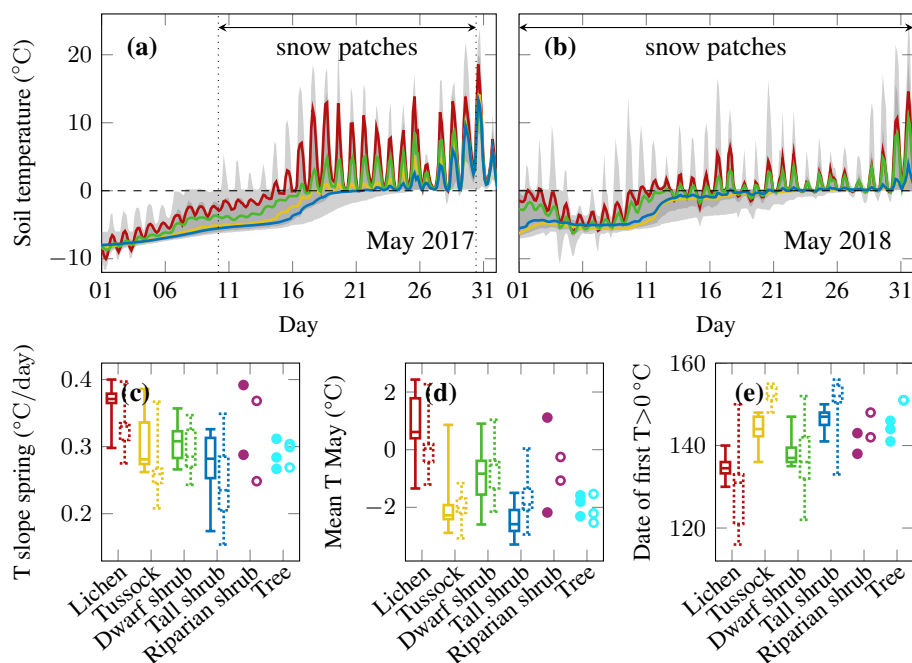 (a)
snow patches
(b)
snow patches
Soil temperature (°C)
20
10
0
−10
May 2017
May 2018
01 06 11 16 21 26 31
01 06 11 16 21 26 31
Day
Day
T slope spring (°C/day)
0.4
0.3
0.2
(c)
Lichen
Tussock
Dwarf shrub
Tall shrub
Riparian shrub
Tree
Mean T May (°C)
2
0
−2
(d)
Lichen
Tussock
Dwarf shrub
Tall shrub
Riparian shrub
Tree
Date of first T>0 °C
160
140
120
(e)
Lichen
Tussock
Dwarf shrub
Tall shrub
Riparian shrub
Tree